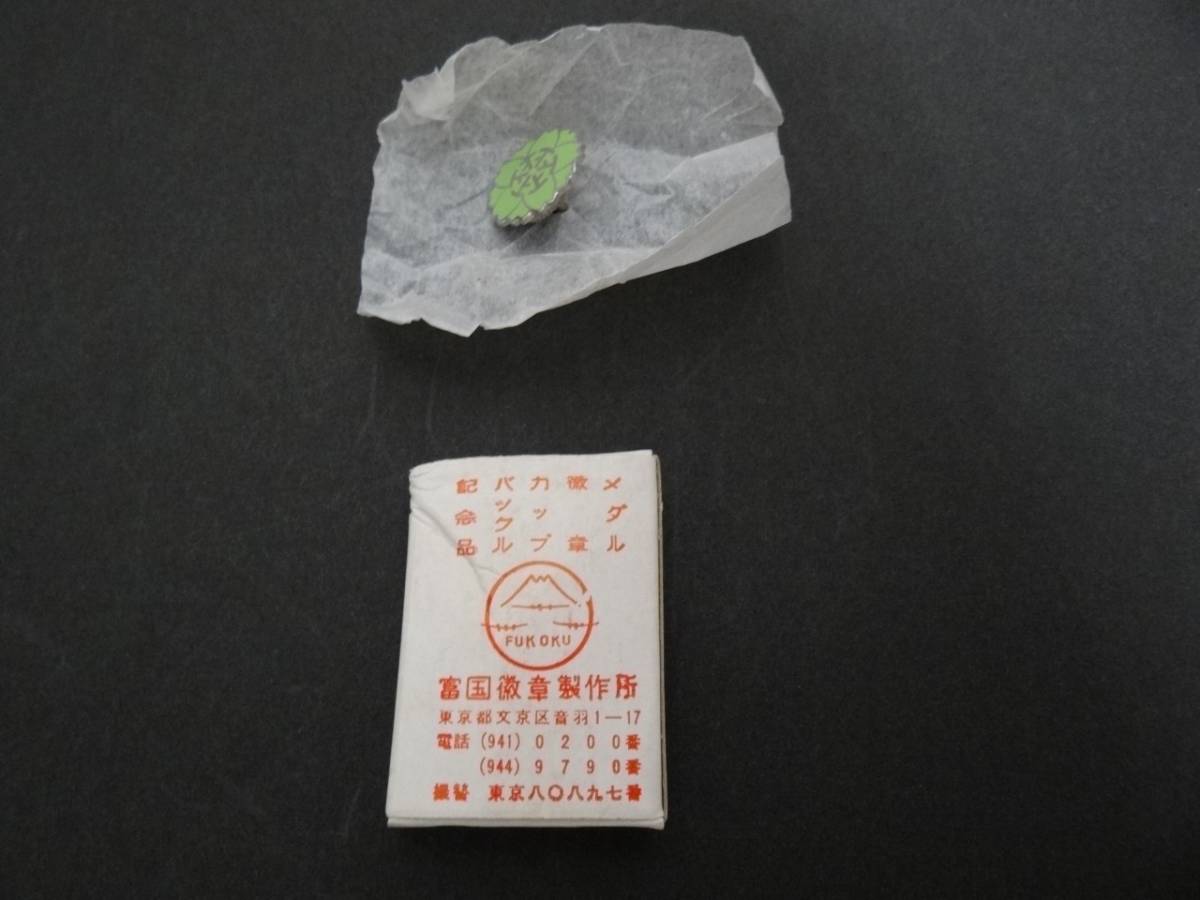 メダル
徽章
カップ
バックル
記念品
FUKOKU
富国徽章製作所
東京都文京区音羽1—17
電話 (941) 0200番
(944) 9790番
振替 東京八〇八九七番